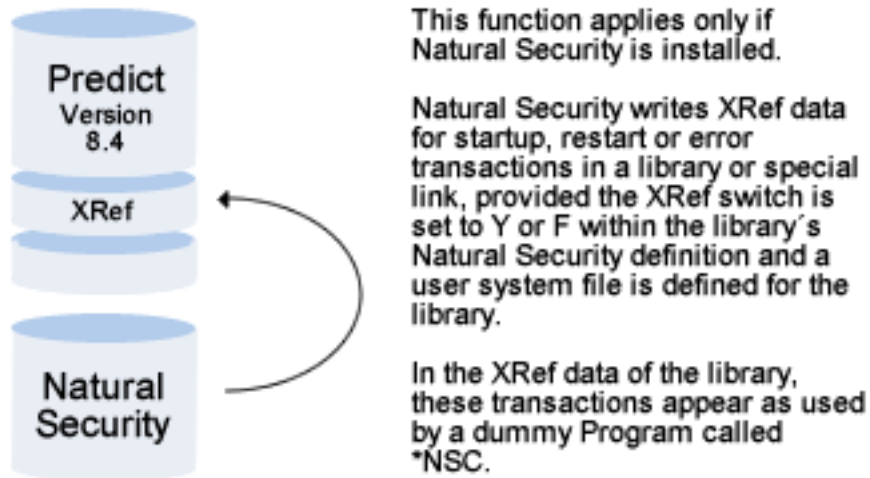 Predict
Version
8.4
XRef
Natural
Security
This function applies only if
Natural Security is installed.
Natural Security writes XRef data
for startup, restart or error
transactions in a library or special
link, provided the XRef switch is
set to Y or F within the library´s
Natural Security definition and a
user system file is defined for the
library.
In the XRef data of the library,
these transactions appear as used
by a dummy Program called
*NSC.